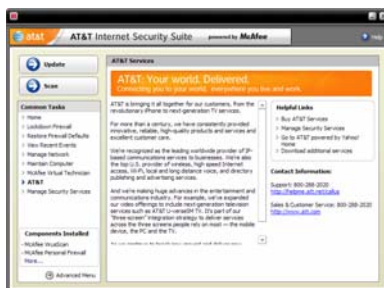 at&t
AT&T Internet Security Suite powered by McAfee
Help
Update
Scan
Common Tasks
Home
Lockdown Firewall
Restore Firewall Defaults
View Recent Events
Manage Network
Maintain Computer
McAfee Virtual Technician
AT&T
Manage Security Services
Components Installed
McAfee VirusScan
McAfee Personal Firewall
More...
Advanced Menu
AT&T Services
AT&T: Your world. Delivered.
Connecting you to your world, everywhere you live and work.
AT&T is bringing it all together for our customers, from the
revolutionary iPhone to next-generation TV services.
For more than a century, we have consistently provided
innovative, reliable, high-quality products and services and
excellent customer care.
We're recognized as the leading worldwide provider of IP-
based communications services to businesses. We're also
the top U.S. provider of wireless, high speed Internet
access, Wi-Fi, local and long distance voice, and directory
publishing and advertising services.
And we're making huge advances in the entertainment and
communications industry. For example, we've expanded
our video offerings to include next-generation television
services such as AT&T U-verseSM TV. It's part of our
"three-screen" integration strategy to deliver services
across the three screens people rely on most — the mobile
device, the PC and the TV.
Helpful Links
Buy AT&T Services
Manage Security Services
Go to AT&T powered by Yahoo!
Home
Download additional services
Contact Information:
Support: 800-288-2020
http://helpme.att.net/callus
Sales & Customer Service: 800-288-2020
http://www.att.com